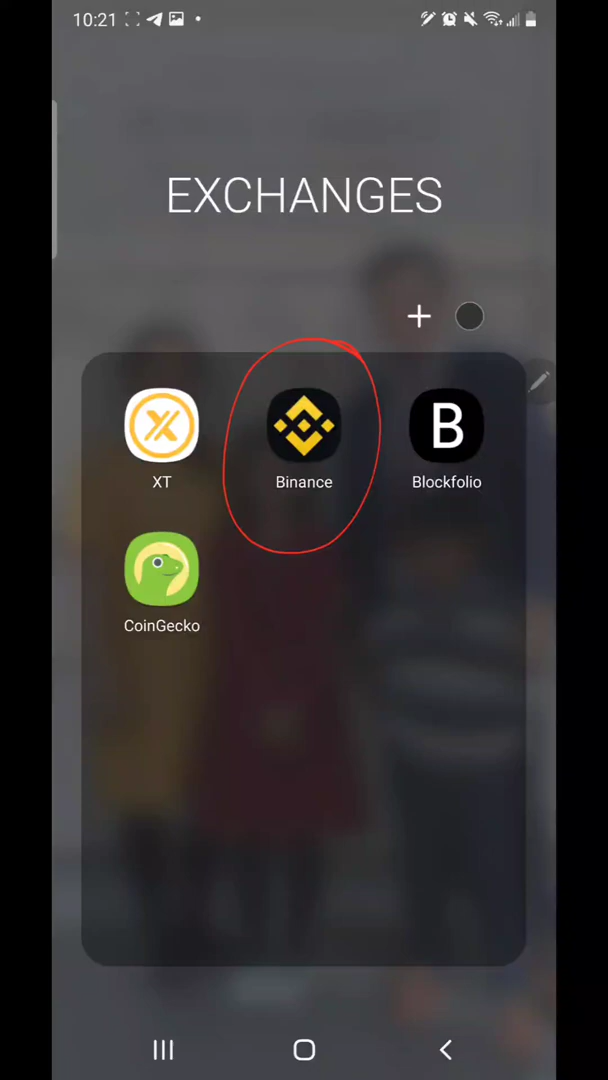 10:21
EXCHANGES
XT
B
Binance
Blockfolio
CoinGecko